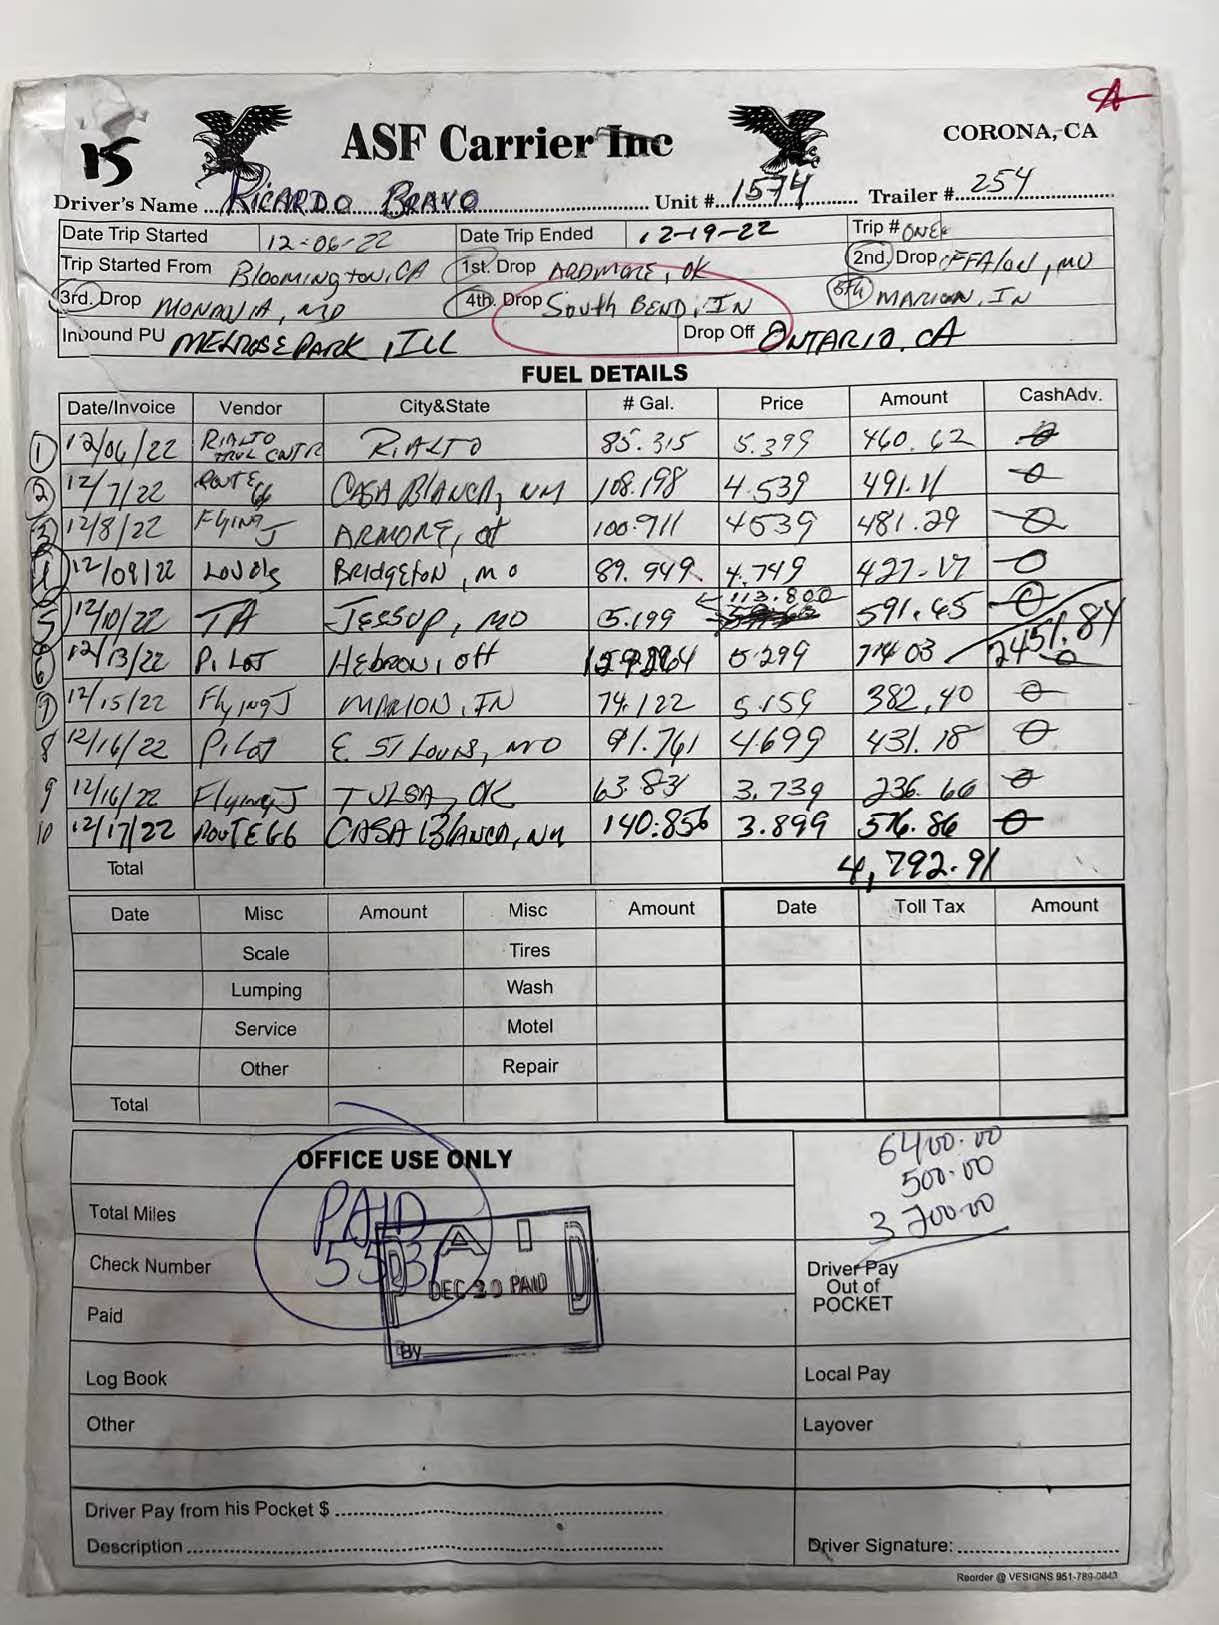 15
ASF Carrier Inc
CORONA, CA
Driver's Name RICARDO BRAVO Unit # 1574 Trailer # 254
Date Trip Started 12-06-22 Date Trip Ended 12-19-22 Trip # ONE
Trip Started From Bloomington, CA 1st. Drop ARDMORE, OK 2nd Drop OFFALON, MO
3rd. Drop MONROVIA, MD 4th. Drop South BEND, IN 5th MARION, IN
Inbound PU MELROSE PARK, ILL Drop Off ONTARIO, CA
FUEL DETAILS
Date/Invoice Vendor City&State # Gal. Price Amount CashAdv.
1 12/06/22 RIALTO TRVL CNTR RIALTO 85.315 5.399 460.62 0
2 12/7/22 ROUTE 66 CASA BLANCA, NM 108.198 4.539 491.11 0
3 12/8/22 FlyING J ARMORE, 100.911 4539 481.29 0
4 12/09/22 LOVE'S BRIdgETON, MO 89.949 4.749 427.17 0
5 12/10/22 TA JESSUP, MO 5.199 113.800 591.65 0
2451.84
6 12/13/22 PILOT HEBRON, OH 5.299 714 03 0
7 12/15/22 FlyINg J MARION, IN 74.122 5.159 382.40 0
8 12/16/22 PILOT E ST LOUIS, MO 91.761 4.699 431.18 0
9 12/16/22 FlyINg J TULSA, OK 63.831 3.739 236.66 0
10 12/17/22 ROUTE 66 CASA BLANCA, NM 140.856 3.899 576.86 0
Total 4,792.91
Date Misc Amount Misc Amount Date Toll Tax Amount
Scale Tires
Lumping Wash
Service Motel
Other Repair
Total
OFFICE USE ONLY
6400.00
500.00
3 700.00
Total Miles
PAID
5531
Check Number
PAID
DEC 20 PAID
By
Paid
Driver Pay
Out of
POCKET
Log Book Local Pay
Other Layover
Driver Pay from his Pocket $
Description Driver Signature:
Reorder @ VESIGNS 951-789-0843